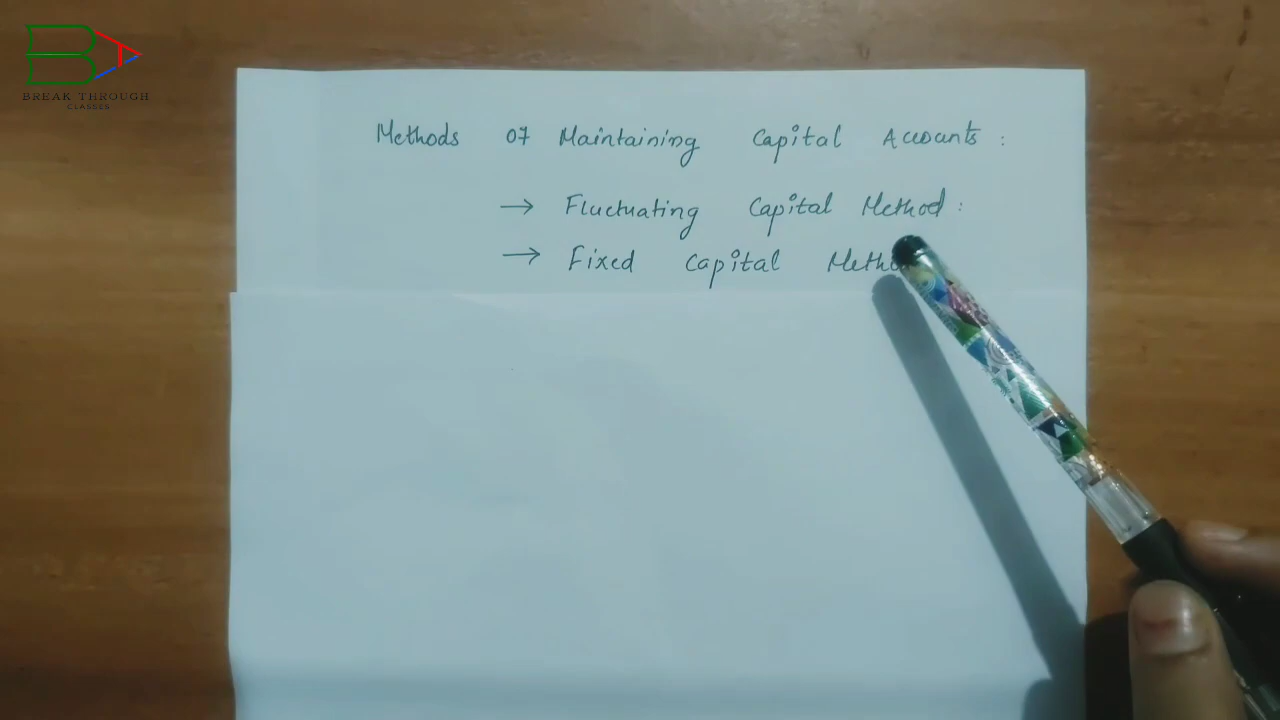 BREAK THROUGH
CLASSES
Methods of Maintaining Capital Accounts :
→ Fluctuating Capital Method :
→ Fixed Capital